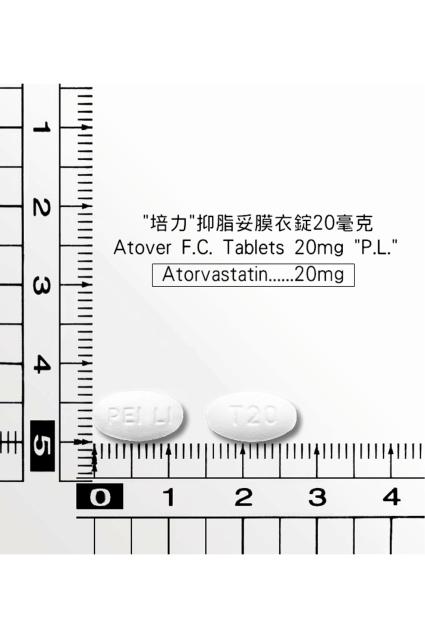 "培力"抑脂妥膜衣錠20毫克
Atover F.C. Tablets 20mg "P.L."
Atorvastatin......20mg
1
2
3
4
5
PEI LI
T20
0 1 2 3 4